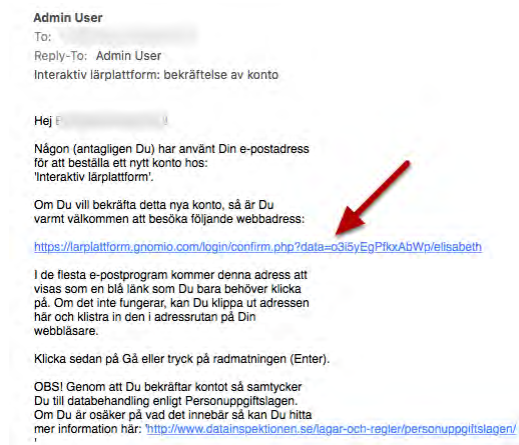 Admin User
To:
Reply-To: Admin User
Interaktiv lärplattform: bekräftelse av konto
Hej
Någon (antagligen Du) har använt Din e-postadress
för att beställa ett nytt konto hos:
'Interaktiv lärplattform'.
Om Du vill bekräfta detta nya konto, så är Du
varmt välkommen att besöka följande webbadress:
https://larplattform.gnomio.com/login/confirm.php?data=o3i5yEgPfkxAbWp/elisabeth
I de flesta e-postprogram kommer denna adress att
visas som en blå länk som Du bara behöver klicka
på. Om det inte fungerar, kan Du klippa ut adressen
här och klistra in den i adressrutan på Din
webbläsare.
Klicka sedan på Gå eller tryck på radmatningen (Enter).
OBS! Genom att Du bekräftar kontot så samtycker
Du till databehandling enligt Personuppgiftslagen.
Om Du är osäker på vad det innebär så kan Du hitta
mer information här: 'http://www.datainspektionen.se/lagar-och-regler/personuppgiftslagen/
'